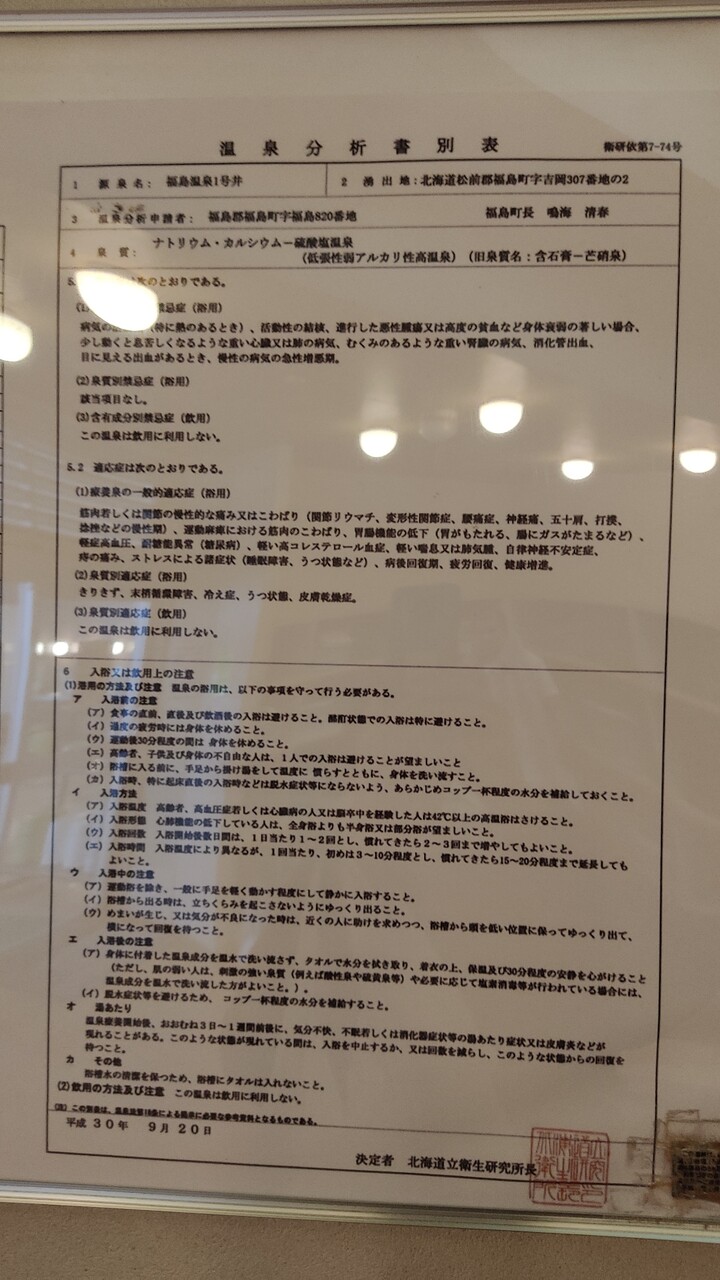 温泉分析書別表
衛研依第7-74号
1 源泉名： 福島温泉1号井
2 湧出地：北海道松前郡福島町字吉岡307番地の2
3 温泉分析申請者： 福島郡福島町字福島820番地 福島町長 鳴海 清春
4 泉質： ナトリウム・カルシウム－硫酸塩温泉
（低張性弱アルカリ性高温泉）（旧泉質名：含石膏－芒硝泉）
5. は次のとおりである。
禁忌症（浴用）
病気の （特に熱のあるとき）、活動性の結核、進行した悪性腫瘍又は高度の貧血など身体衰弱の著しい場合、
少し動くと息苦しくなるような重い心臓又は肺の病気、むくみのあるような重い腎臓の病気、消化管出血、
目に見える出血があるとき、慢性の病気の急性増悪期。
(2)泉質別禁忌症（浴用）
該当項目なし。
(3)含有成分別禁忌症（飲用）
この温泉は飲用に利用しない。
5.2 適応症は次のとおりである。
(1)療養泉の一般的適応症（浴用）
筋肉若しくは関節の慢性的な痛み又はこわばり（関節リウマチ、変形性関節症、腰痛症、神経痛、五十肩、打撲、
捻挫などの慢性期）、運動麻痺における筋肉のこわばり、胃腸機能の低下（胃がもたれる、腸にガスがたまるなど）、
軽症高血圧、耐糖能異常（糖尿病）、軽い高コレステロール血症、軽い喘息又は肺気腫、自律神経不安定症、
痔の痛み、ストレスによる諸症状（睡眠障害、うつ状態など）、病後回復期、疲労回復、健康増進。
(2)泉質別適応症（浴用）
きりきず、末梢循環障害、冷え症、うつ状態、皮膚乾燥症。
(3)泉質別適応症（飲用）
この温泉は飲用に利用しない。
6 入浴又は飲用上の注意
(1)浴用の方法及び注意 温泉の浴用は、以下の事項を守って行う必要がある。
ア 入浴前の注意
（ア）食事の直前、直後及び飲酒後の入浴は避けること。酩酊状態での入浴は特に避けること。
（イ）過度の疲労時には身体を休めること。
（ウ）運動後30分程度の間は 身体を休めること。
（エ）高齢者、子供及び身体の不自由な人は、1人での入浴は避けることが望ましいこと
（オ）浴槽に入る前に、手足から掛け湯をして温度に 慣らすとともに、身体を洗い流すこと。
（カ）入浴時、特に起床直後の入浴時などは脱水症状等にならないよう、あらかじめコップ一杯程度の水分を補給しておくこと。
イ 入浴方法
（ア）入浴温度 高齢者、高血圧症若しくは心臓病の人又は脳卒中を経験した人は42℃以上の高温浴はさけること。
（イ）入浴形態 心肺機能の低下している人は、全身浴よりも半身浴又は部分浴が望ましいこと。
（ウ）入浴回数 入浴開始後数日間は、1日当たり1～2回とし、慣れてきたら2～3回まで増やしてもよいこと。
（エ）入浴時間 入浴温度により異なるが、1回当たり、初めは3～10分程度とし、慣れてきたら15～20分程度まで延長しても
よいこと。
ウ 入浴中の注意
（ア）運動浴を除き、一般に手足を軽く動かす程度にして静かに入浴すること。
（イ）浴槽から出る時は、立ちくらみを起こさないようにゆっくり出ること。
（ウ）めまいが生じ、又は気分が不良になった時は、近くの人に助けを求めつつ、浴槽から頭を低い位置に保ってゆっくり出て、
横になって回復を待つこと。
エ 入浴後の注意
（ア）身体に付着した温泉成分を温水で洗い流さず、タオルで水分を拭き取り、着衣の上、保温及び30分程度の安静を心がけること
（ただし、肌の弱い人は、刺激の強い泉質（例えば酸性泉や硫黄泉等）や必要に応じて塩素消毒等が行われている場合には、
温泉成分を温水で洗い流した方がよいこと。）。
（イ）脱水症状等を避けるため、コップ一杯程度の水分を補給すること。
オ 湯あたり
温泉療養開始後、おおむね3日～1週間前後に、気分不快、不眠若しくは消化器症状等の湯あたり症状又は皮膚炎などが
現れることがある。このような状態が現れている間は、入浴を中止するか、又は回数を減らし、このような状態からの回復を
待つこと。
カ その他
浴槽水の清潔を保つため、浴槽にタオルは入れないこと。
(2)飲用の方法及び注意 この温泉は飲用に利用しない。
(注)この別表は、温泉法第18条による掲示に必要な参考資料となるものである。
平成30年 9月20日
決定者 北海道立衛生研究所長